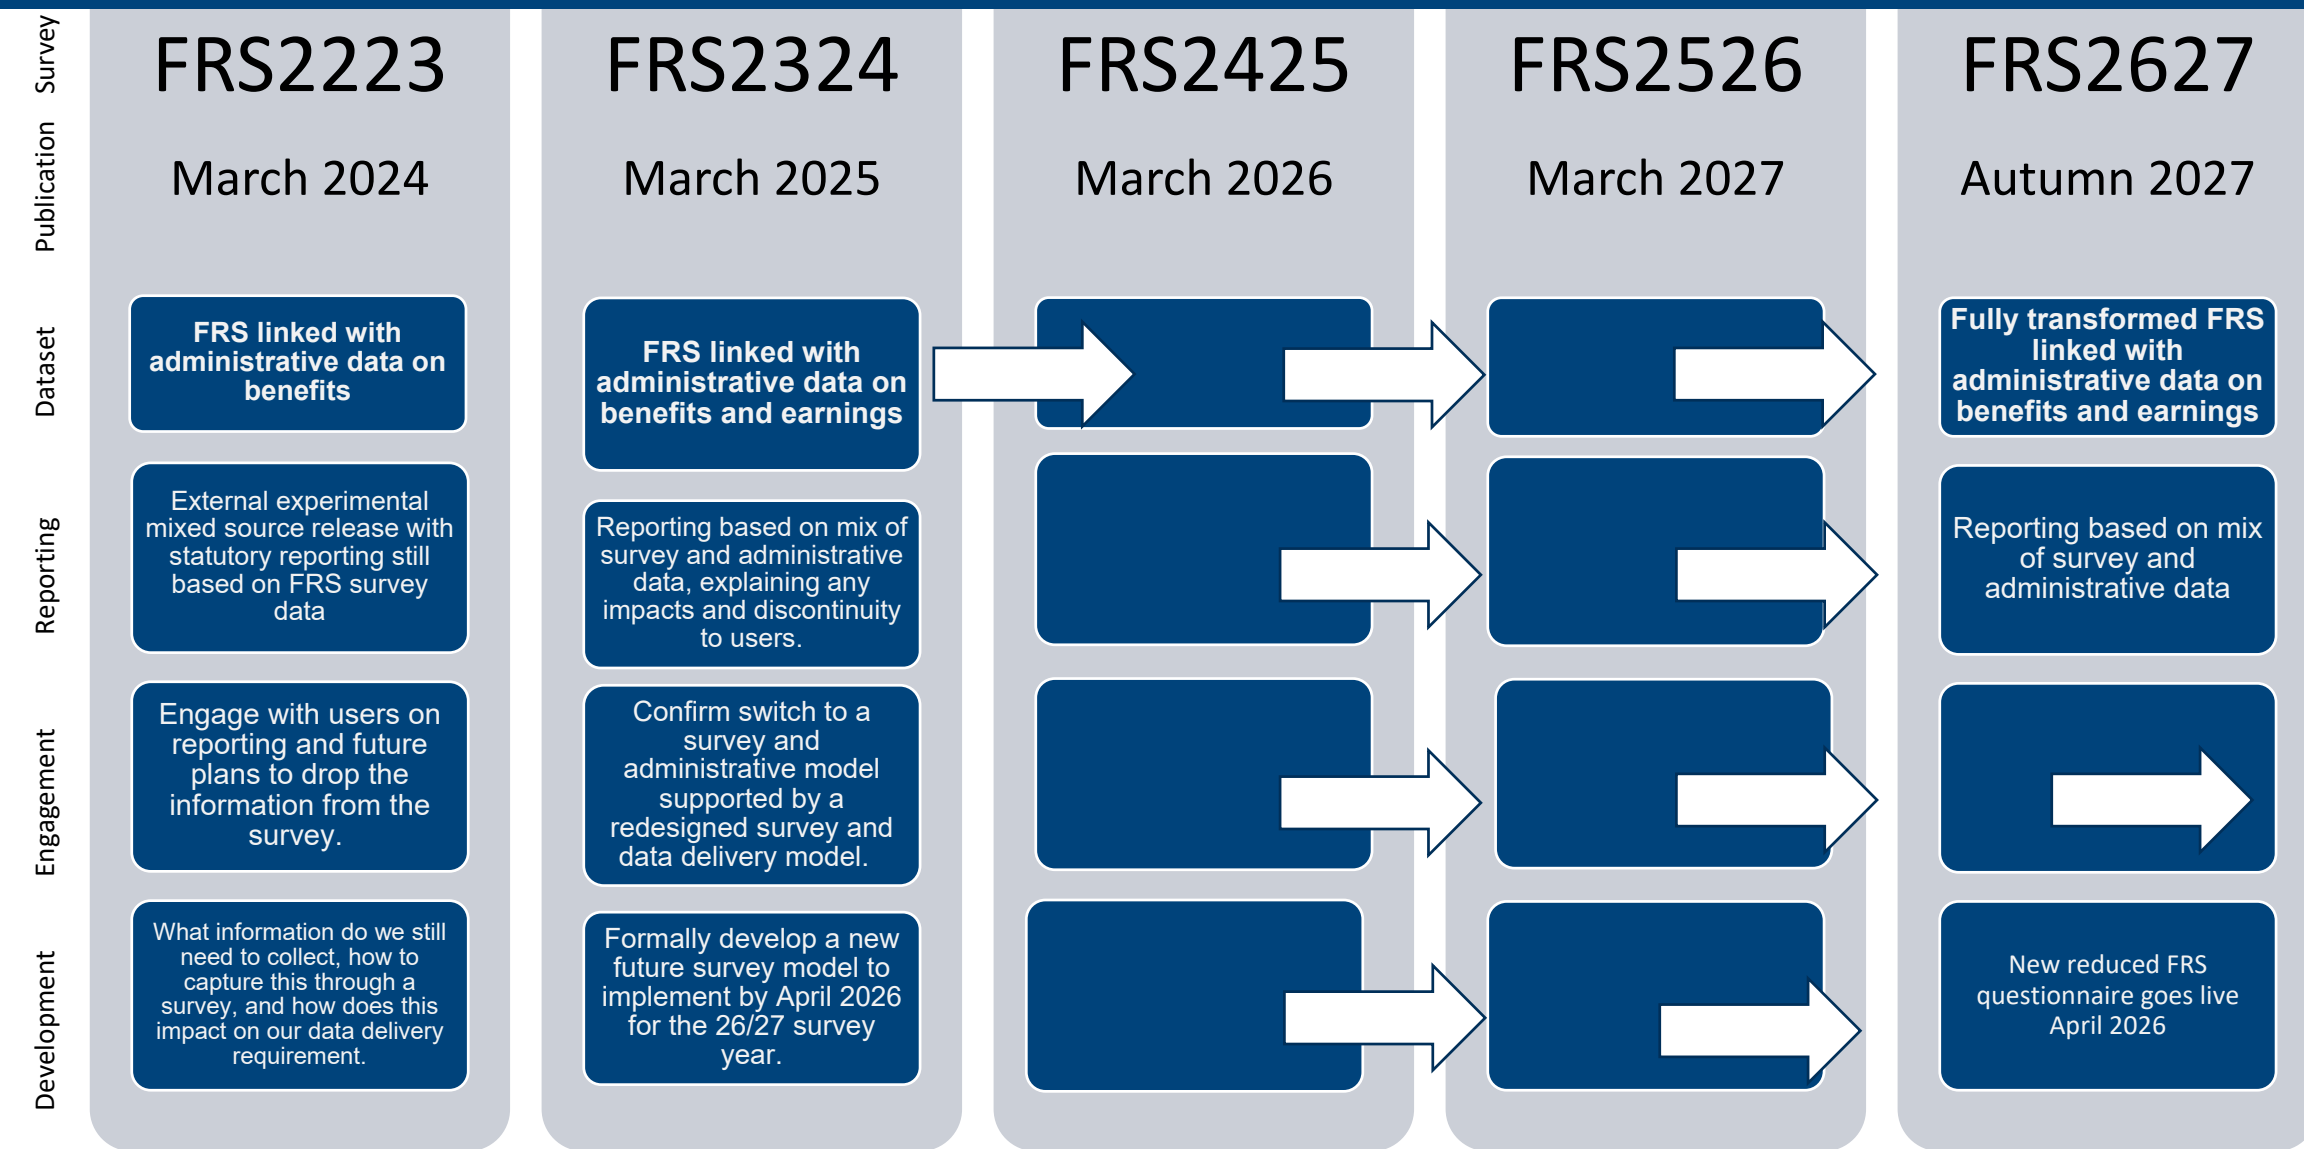 Survey
FRS2223
FRS2324
FRS2425
FRS2526
FRS2627
Publication
March 2024
March 2025
March 2026
March 2027
Autumn 2027
Dataset
FRS linked with
administrative data on
benefits
FRS linked with
administrative data on
benefits and earnings
Fully transformed FRS
linked with
administrative data on
benefits and earnings
Reporting
External experimental
mixed source release with
statutory reporting still
based on FRS survey
data
Reporting based on mix of
survey and administrative
data, explaining any
impacts and discontinuity
to users.
Reporting based on mix
of survey and
administrative data
Engagement
Engage with users on
reporting and future
plans to drop the
information from the
survey.
Confirm switch to a
survey and
administrative model
supported by a
redesigned survey and
data delivery model.
Development
What information do we still
need to collect, how to
capture this through a
survey, and how does this
impact on our data delivery
requirement.
Formally develop a new
future survey model to
implement by April 2026
for the 26/27 survey
year.
New reduced FRS
questionnaire goes live
April 2026